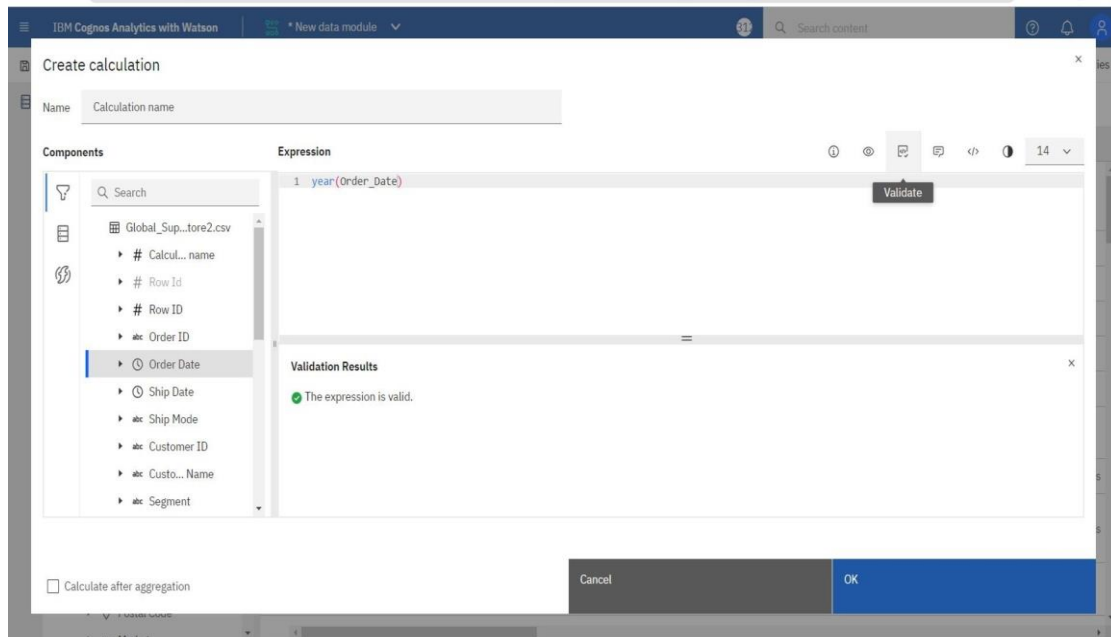 IBM Cognos Analytics with Watson * New data module Search content
Create calculation
ies
Name Calculation name
Components Expression 14
Search
1 year(Order_Date)
Validate
Global_Sup...tore2.csv
# Calcul... name
# Row Id
# Row ID
abc Order ID
Order Date
Validation Results
Ship Date
The expression is valid.
abc Ship Mode
abc Customer ID
abc Custo... Name
abc Segment
Calculate after aggregation
Cancel OK